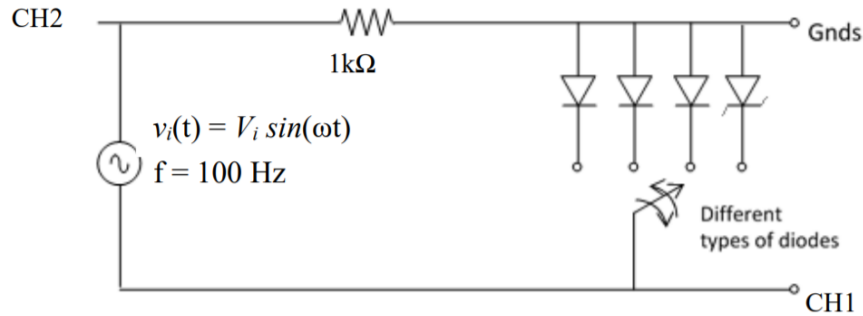 CH2
Gnds
1kΩ
vᵢ(t) = Vᵢ sin(ωt)
f = 100 Hz
Different
types of diodes
CH1